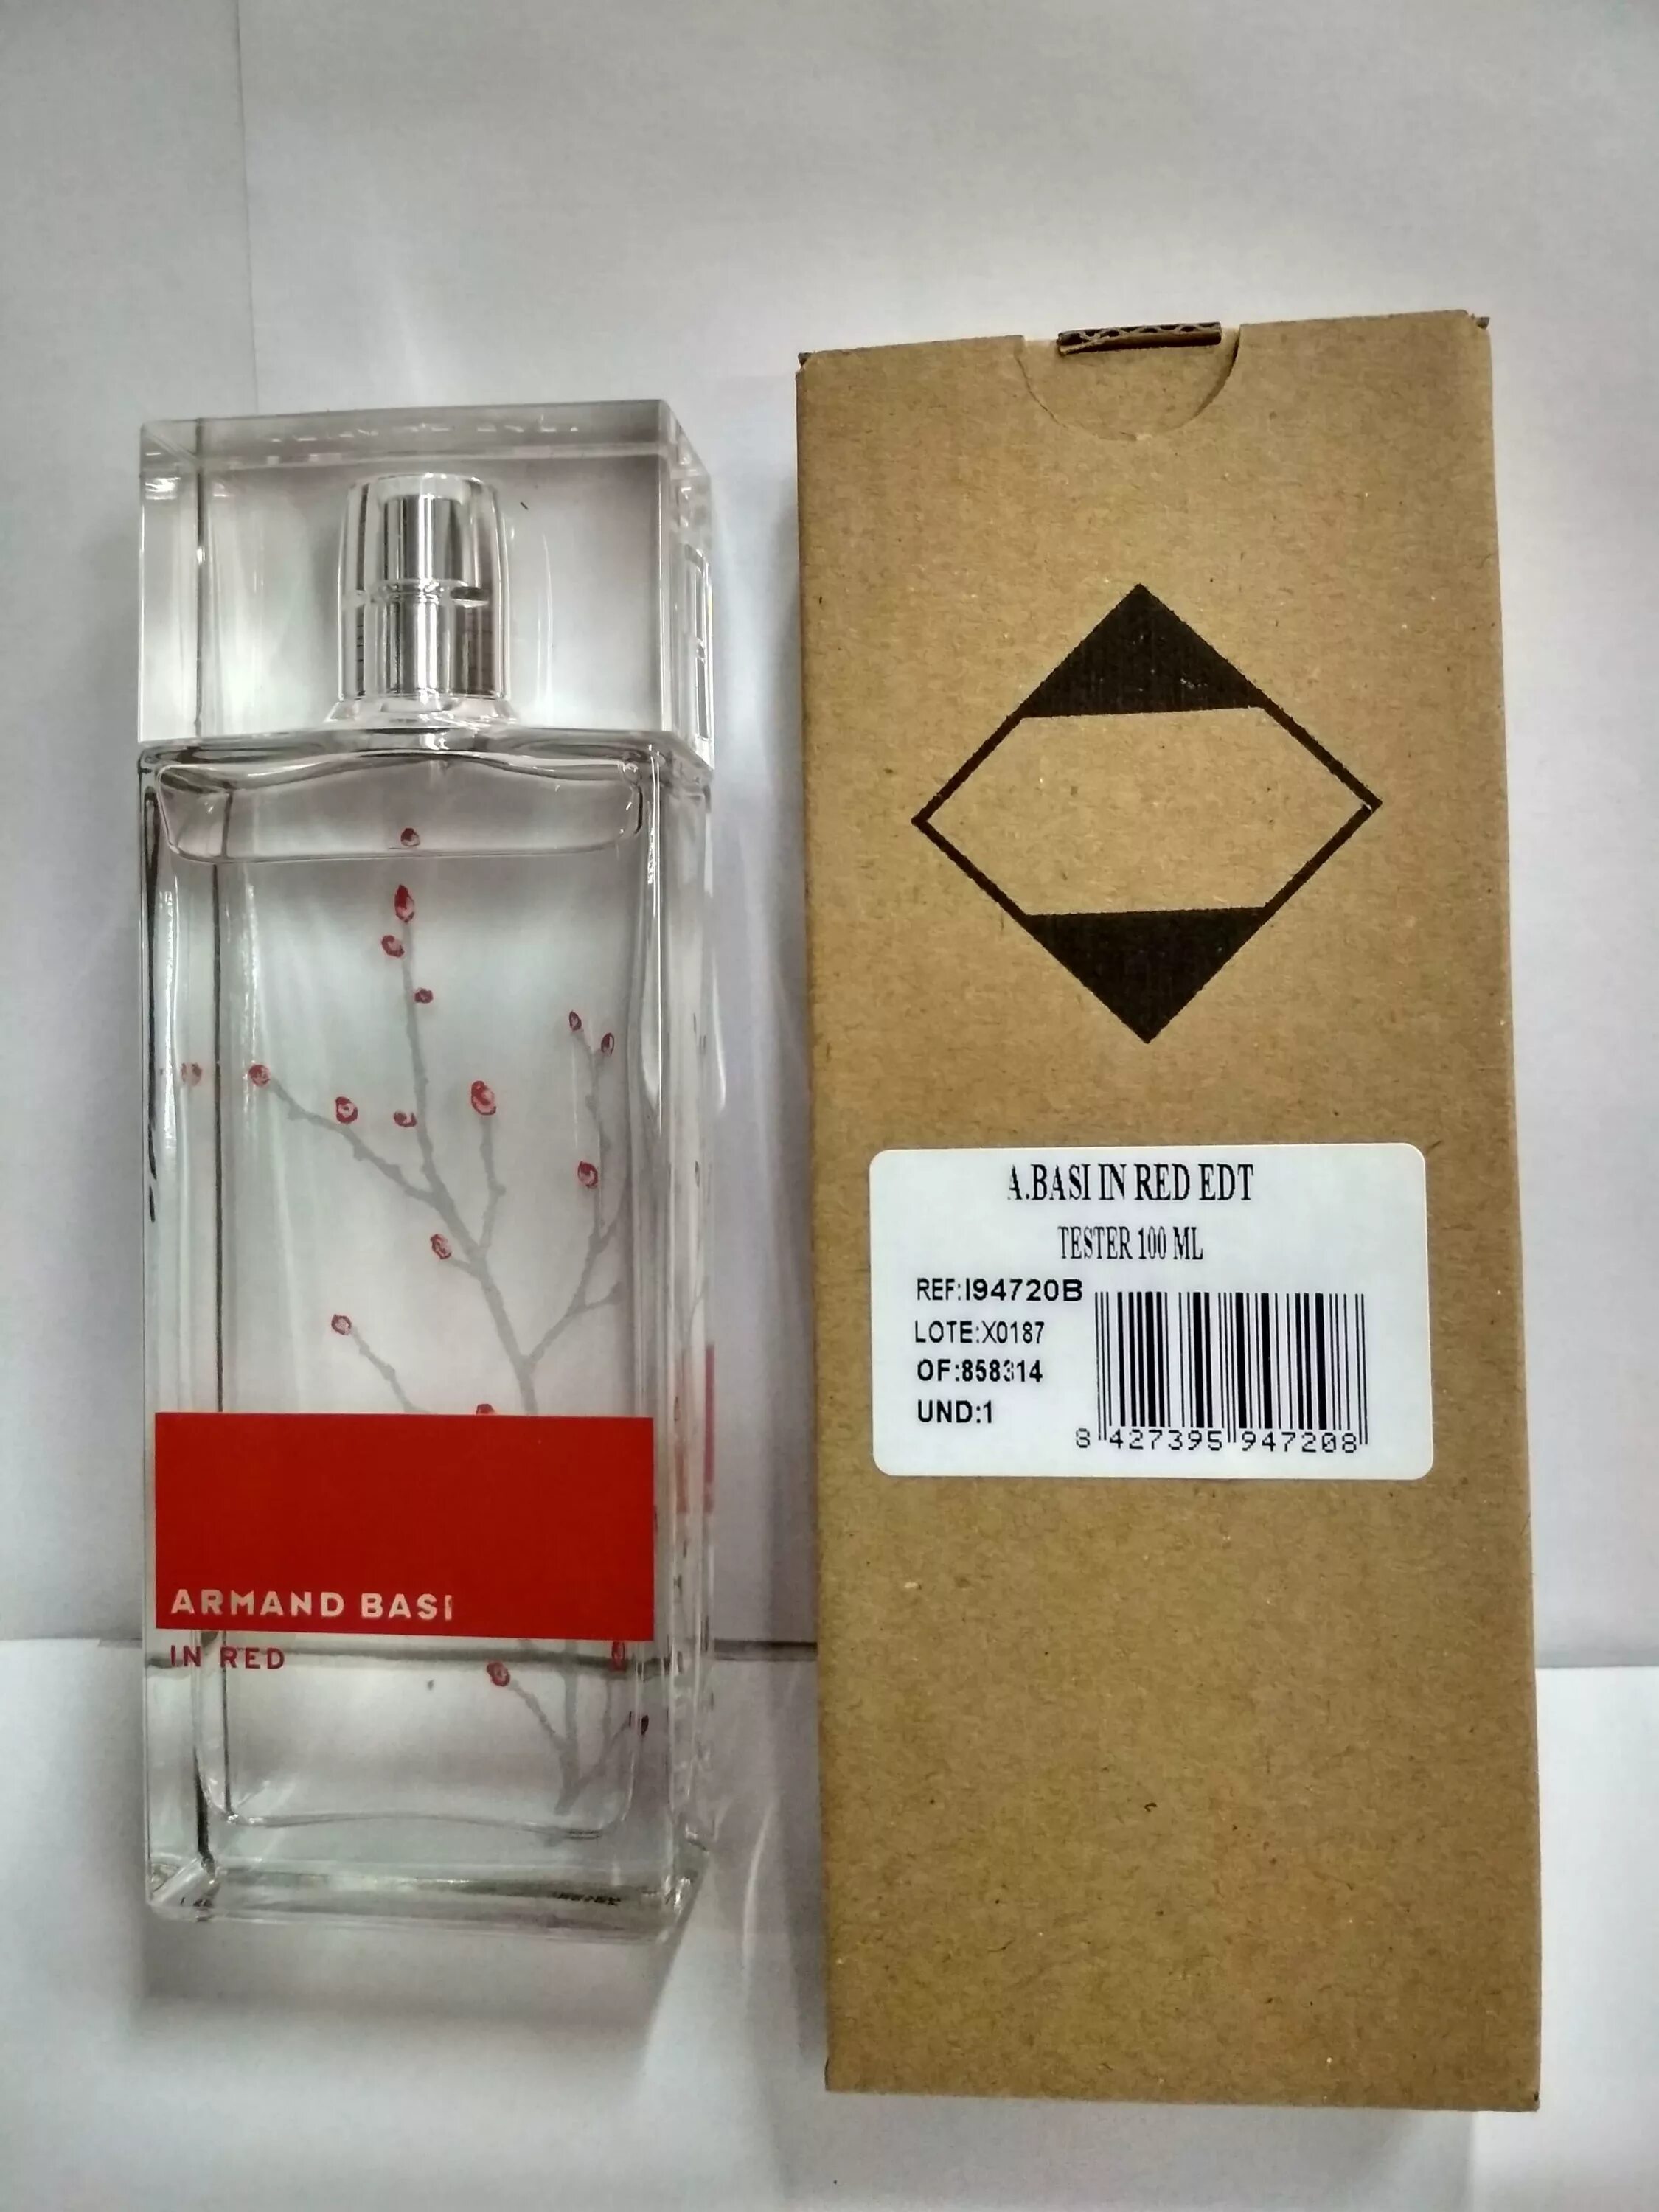 ARMAND BASI
IN RED
A.BASI IN RED EDT
TESTER 100 ML
REF:I94720B
LOTE:X0187
OF:858314
UND:1
8 427395 947208